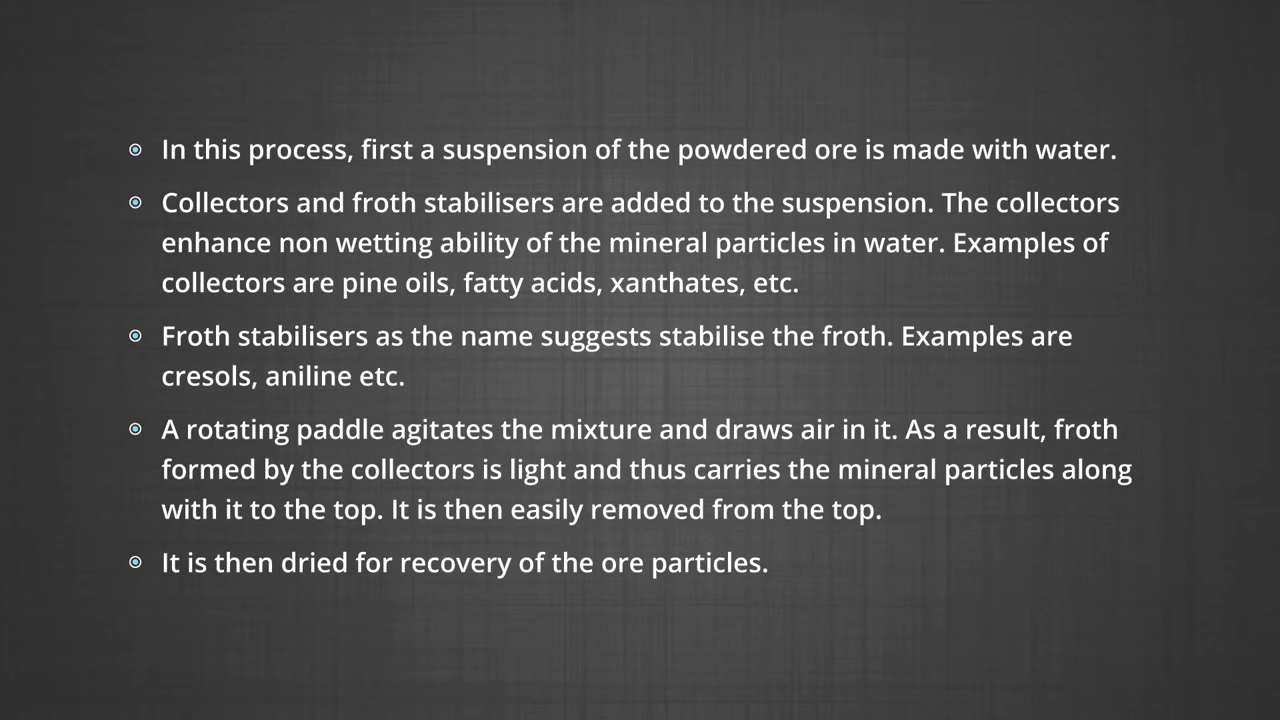 In this process, first a suspension of the powdered ore is made with water.
Collectors and froth stabilisers are added to the suspension. The collectors
enhance non wetting ability of the mineral particles in water. Examples of
collectors are pine oils, fatty acids, xanthates, etc.
Froth stabilisers as the name suggests stabilise the froth. Examples are
cresols, aniline etc.
A rotating paddle agitates the mixture and draws air in it. As a result, froth
formed by the collectors is light and thus carries the mineral particles along
with it to the top. It is then easily removed from the top.
It is then dried for recovery of the ore particles.